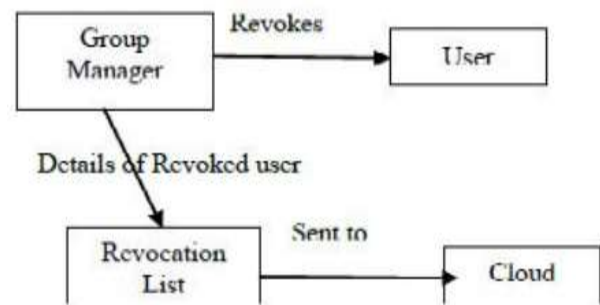 Group
Manager
Revokes
User
Details of Revoked user
Revocation
List
Sent to
Cloud